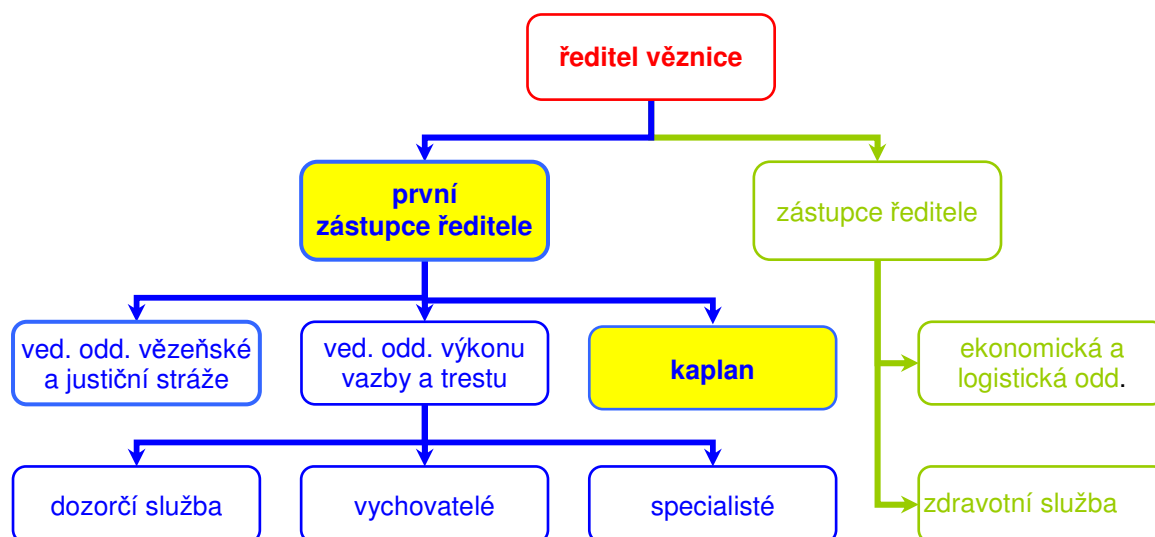 ředitel věznice
první
zástupce ředitele
zástupce ředitele
ved. odd. vězeňské
a justiční stráže
ved. odd. výkonu
vazby a trestu
kaplan
ekonomická a
logistická odd.
dozorčí služba
vychovatelé
specialisté
zdravotní služba